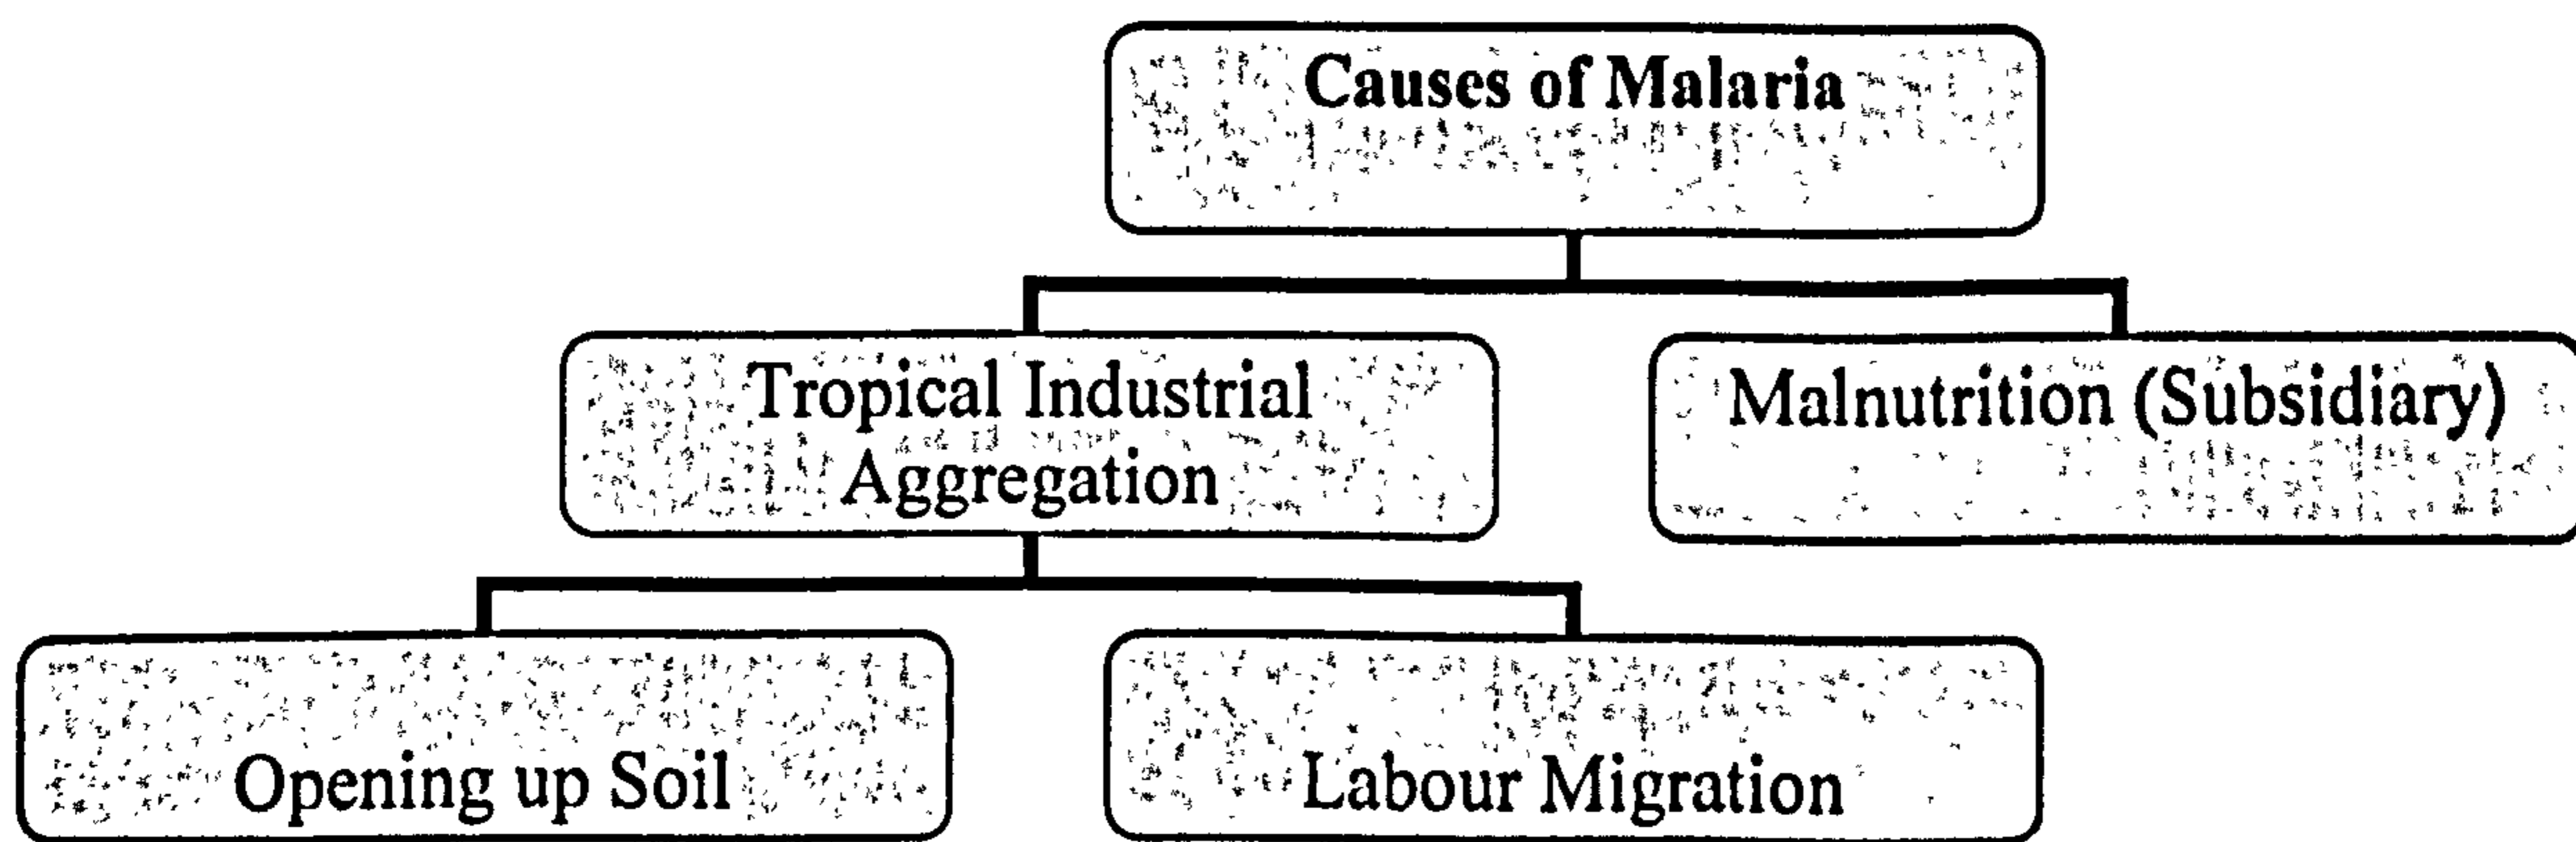 Causes of Malaria
Tropical Industrial
Aggregation
Malnutrition (Subsidiary)
Opening up Soil
Labour Migration